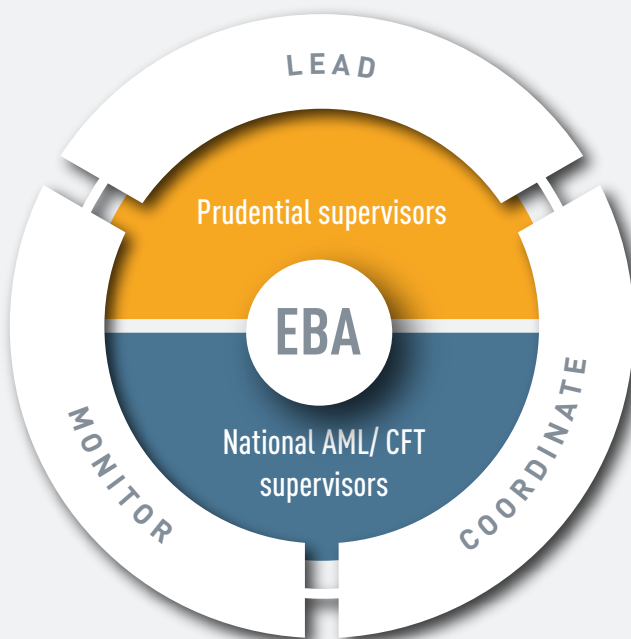 LEAD
Prudential supervisors
EBA
National AML/ CFT
supervisors
MONITOR
COORDINATE